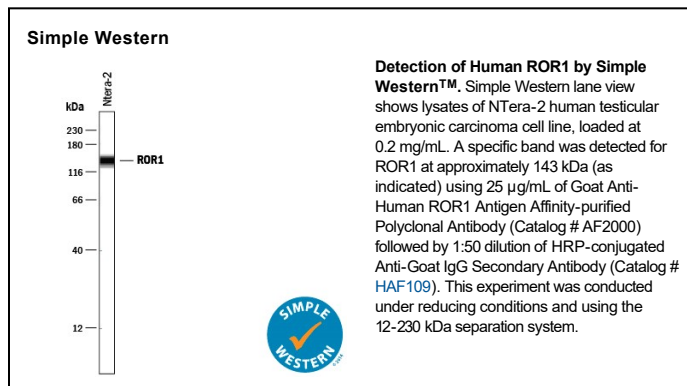 Simple Western
Ntera-2
kDa
230
180
ROR1
116
66
40
12
SIMPLE
WESTERN
Detection of Human ROR1 by Simple
Western™. Simple Western lane view
shows lysates of NTera-2 human testicular
embryonic carcinoma cell line, loaded at
0.2 mg/mL. A specific band was detected for
ROR1 at approximately 143 kDa (as
indicated) using 25 µg/mL of Goat Anti-
Human ROR1 Antigen Affinity-purified
Polyclonal Antibody (Catalog # AF2000)
followed by 1:50 dilution of HRP-conjugated
Anti-Goat IgG Secondary Antibody (Catalog #
HAF109). This experiment was conducted
under reducing conditions and using the
12-230 kDa separation system.